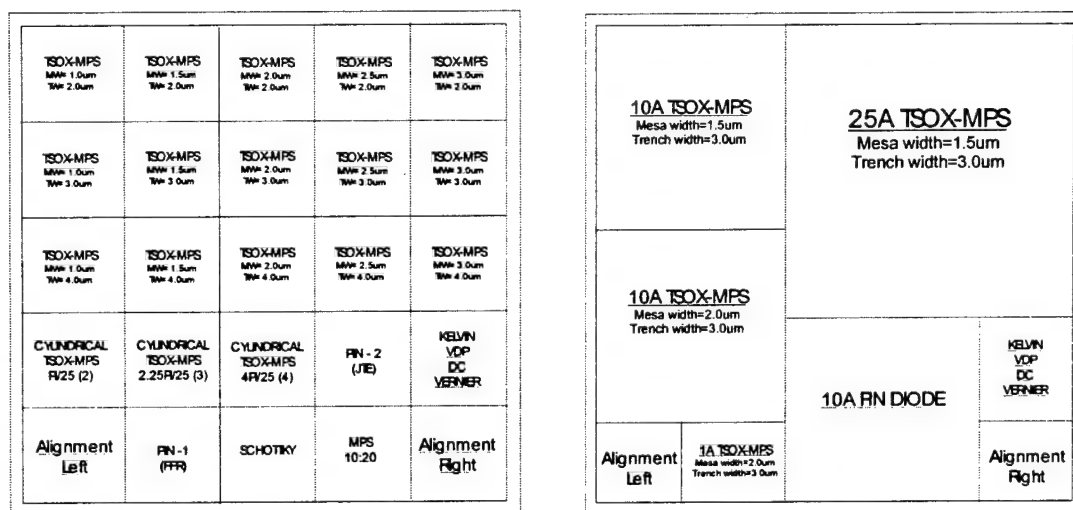 TSOX-MPS
MW= 1.0um
TW= 2.0um
TSOX-MPS
MW= 1.5um
TW= 2.0um
TSOX-MPS
MW= 2.0um
TW= 2.0um
TSOX-MPS
MW= 2.5um
TW= 2.0um
TSOX-MPS
MW= 3.0um
TW= 2.0um
TSOX-MPS
MW= 1.0um
TW= 3.0um
TSOX-MPS
MW= 1.5um
TW= 3.0um
TSOX-MPS
MW= 2.0um
TW= 3.0um
TSOX-MPS
MW= 2.5um
TW= 3.0um
TSOX-MPS
MW= 3.0um
TW= 3.0um
TSOX-MPS
MW= 1.0um
TW= 4.0um
TSOX-MPS
MW= 1.5um
TW= 4.0um
TSOX-MPS
MW= 2.0um
TW= 4.0um
TSOX-MPS
MW= 2.5um
TW= 4.0um
TSOX-MPS
MW= 3.0um
TW= 4.0um
CYLINDRICAL
TSOX-MPS
PI/25 (2)
CYLINDRICAL
TSOX-MPS
2.25PI/25 (3)
CYLINDRICAL
TSOX-MPS
4PI/25 (4)
PIN - 2
(JTE)
KELVIN
VDP
DC
VERNIER
Alignment
Left
PIN -1
(FFR)
SCHOTTKY
MPS
10:20
Alignment
Right
10A TSOX-MPS
Mesa width=1.5um
Trench width=3.0um
25A TSOX-MPS
Mesa width=1.5um
Trench width=3.0um
10A TSOX-MPS
Mesa width=2.0um
Trench width=3.0um
10A PIN DIODE
KELVIN
VDP
DC
VERNIER
Alignment
Left
1A TSOX-MPS
Mesa width=2.0um
Trench width=3.0um
Alignment
Right